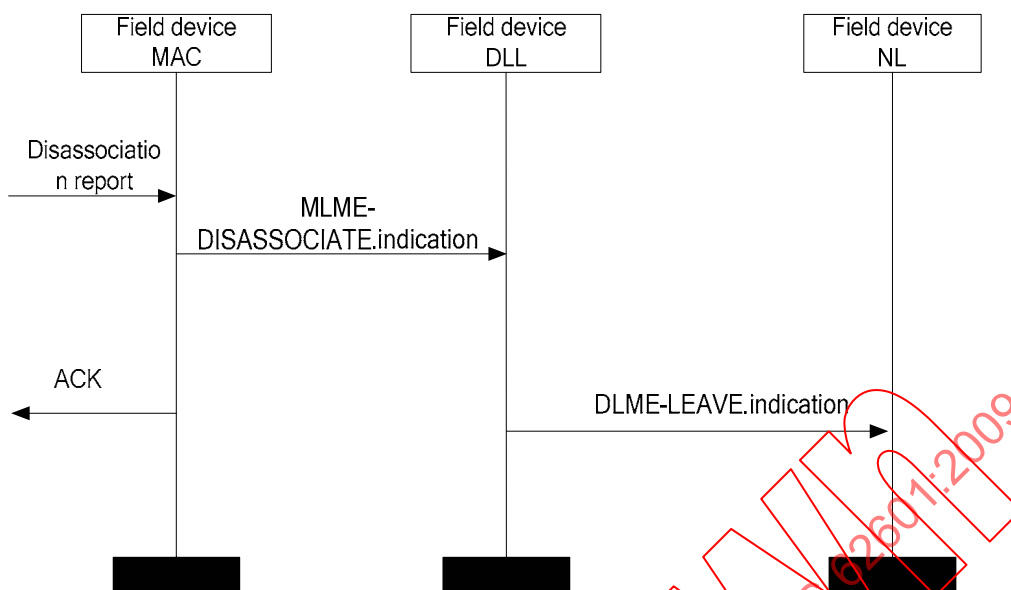 Field device
MAC
Field device
DLL
Field device
NL
Disassociatio
n report
MLME-
DISASSOCIATE.indication
ACK
DLME-LEAVE.indication
62601:2009